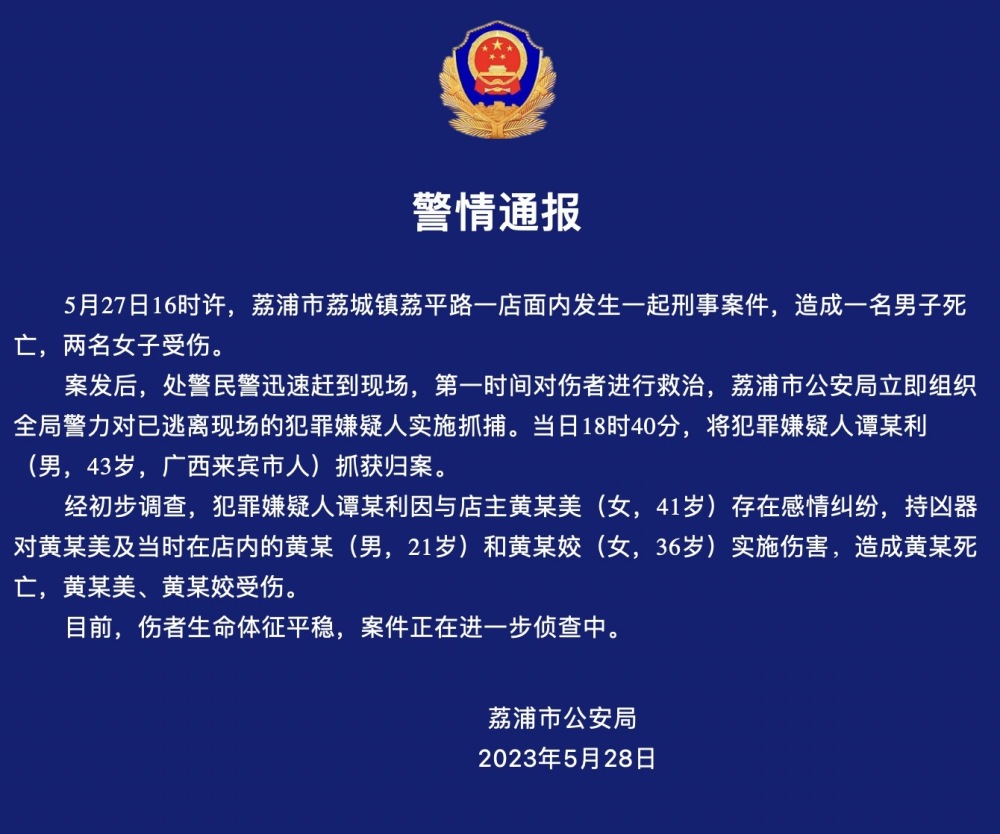 警情通报
5月27日16时许，荔浦市荔城镇荔平路一店面内发生一起刑事案件，造成一名男子死
亡，两名女子受伤。
案发后，处警民警迅速赶到现场，第一时间对伤者进行救治，荔浦市公安局立即组织
全局警力对已逃离现场的犯罪嫌疑人实施抓捕。当日18时40分，将犯罪嫌疑人谭某利
（男，43岁，广西来宾市人）抓获归案。
经初步调查，犯罪嫌疑人谭某利因与店主黄某美（女，41岁）存在感情纠纷，持凶器
对黄某美及当时在店内的黄某（男，21岁）和黄某姣（女，36岁）实施伤害，造成黄某死
亡，黄某美、黄某姣受伤。
目前，伤者生命体征平稳，案件正在进一步侦查中。
荔浦市公安局
2023年5月28日